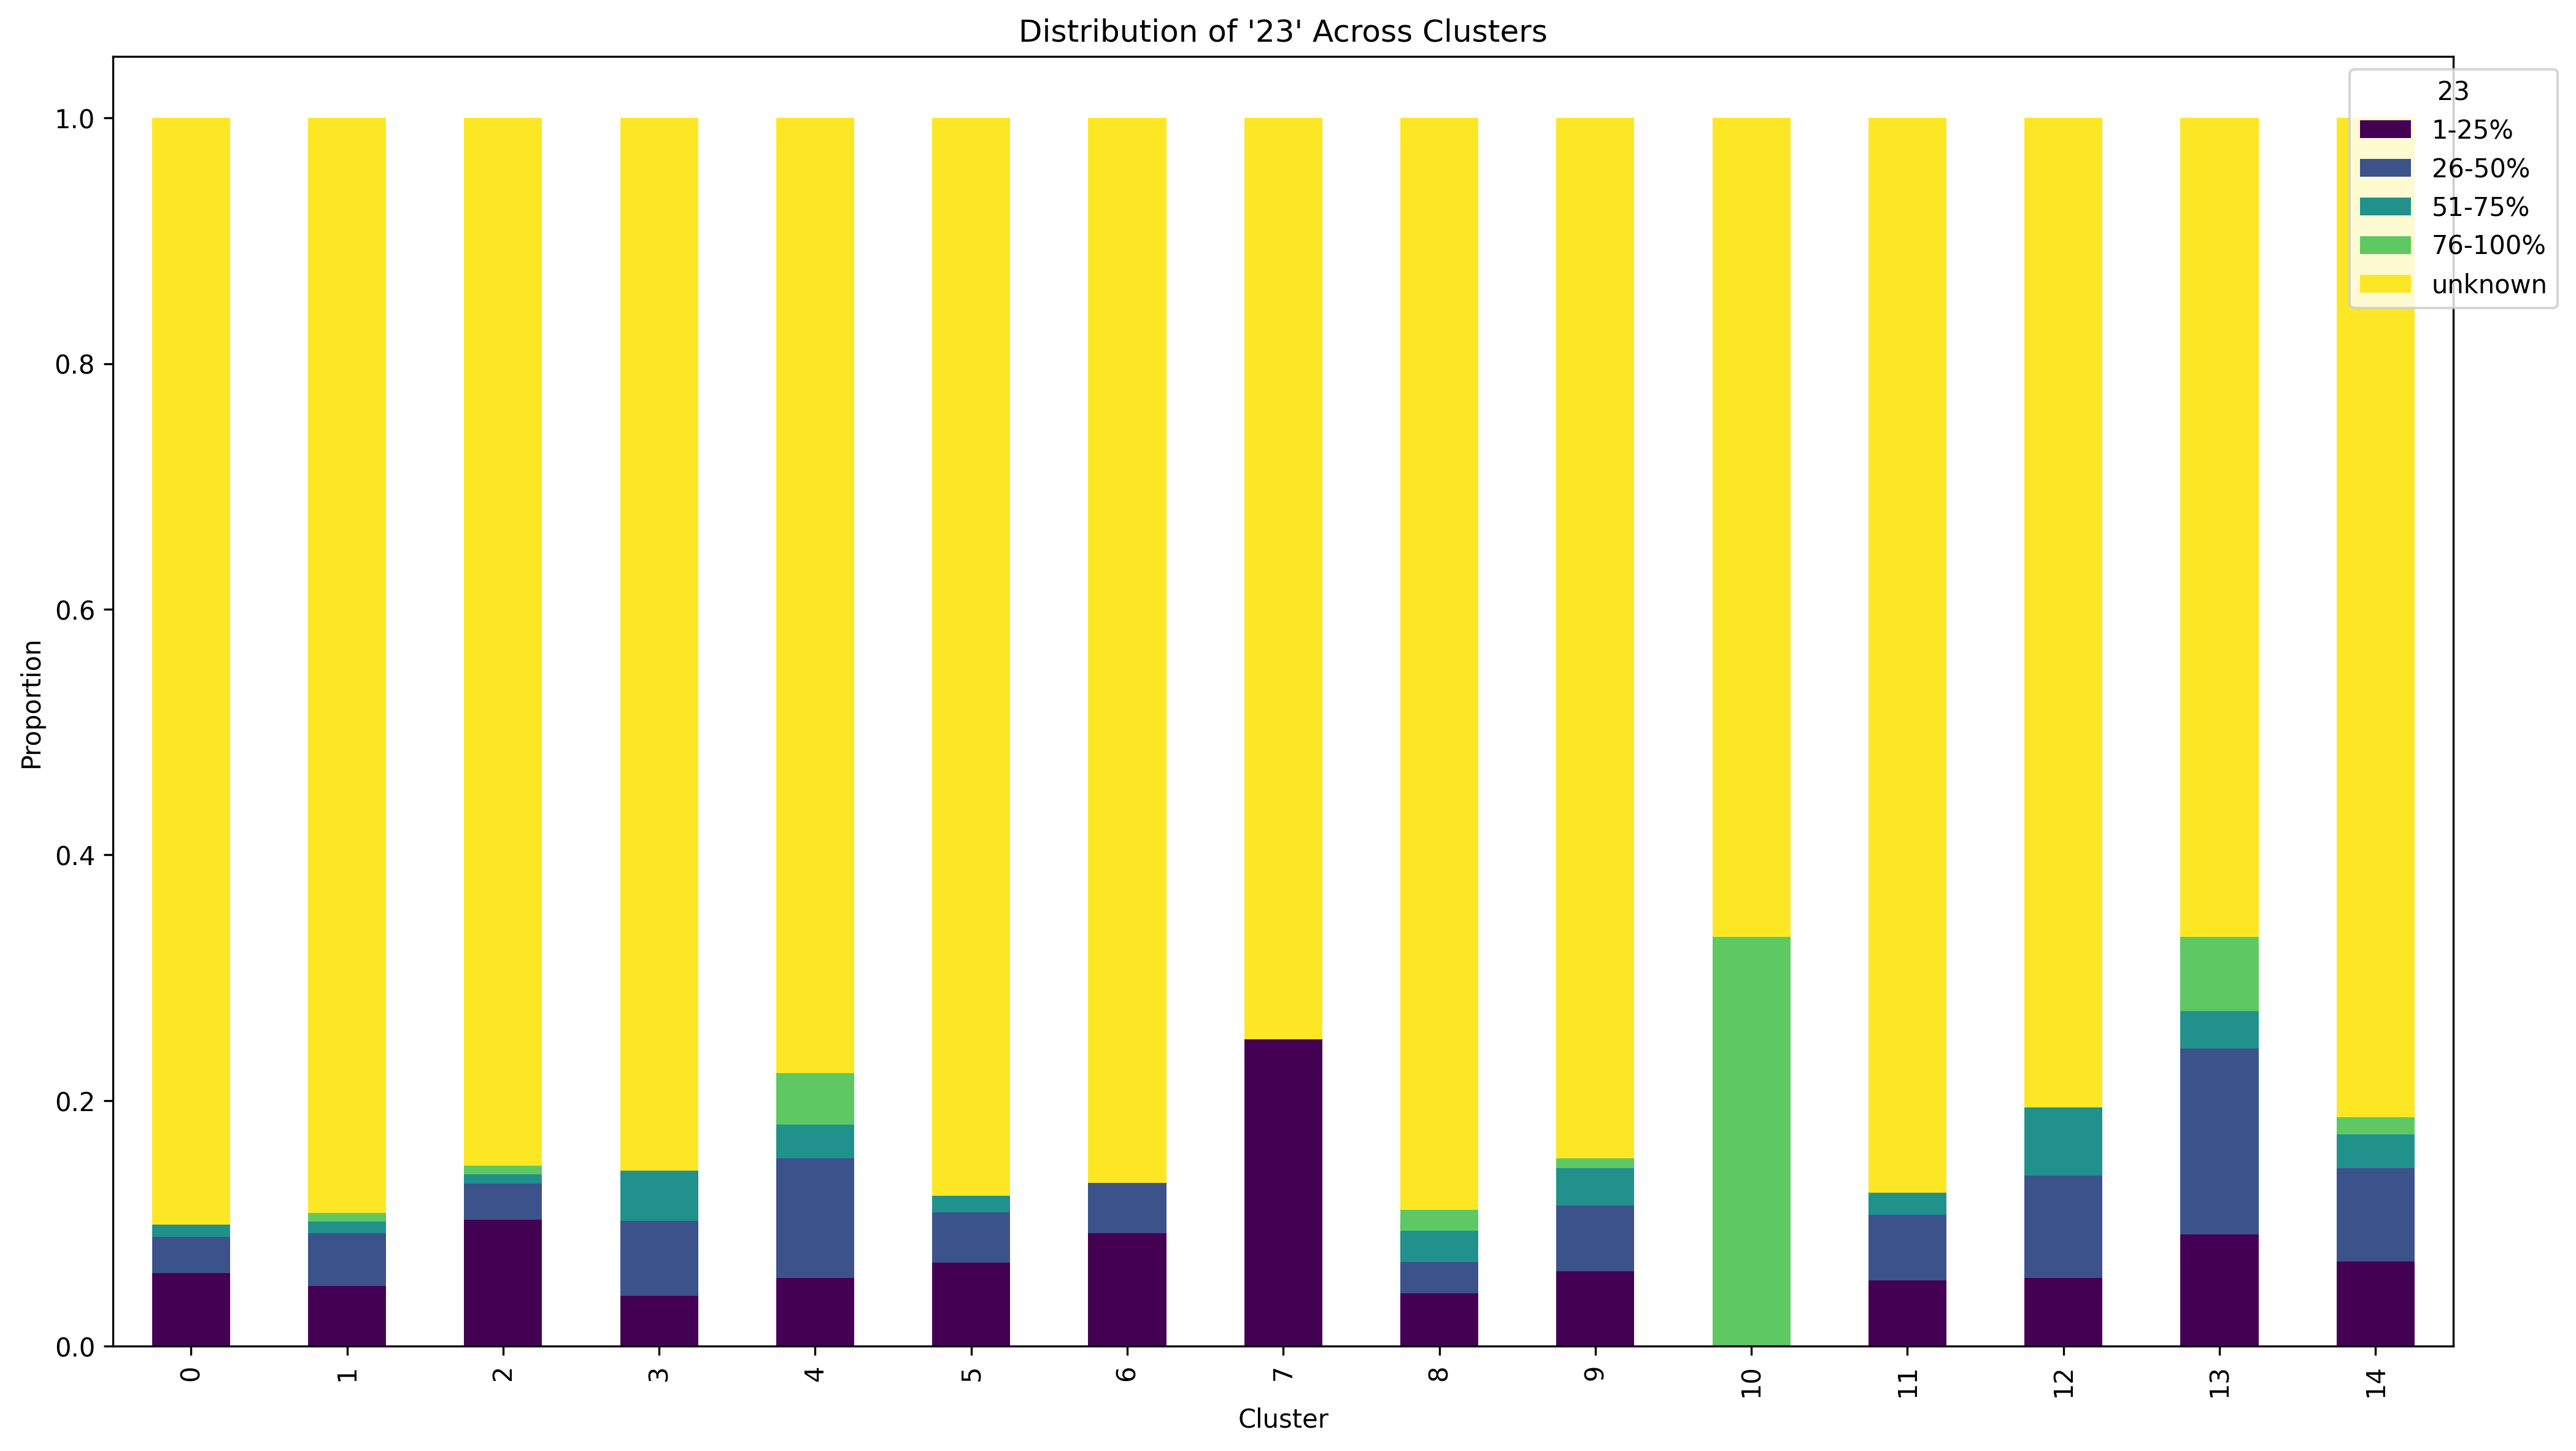 Distribution of '23' Across Clusters
23
1-25%
26-50%
51-75%
76-100%
unknown
Proportion
1.0
0.8
0.6
0.4
0.2
0.0
0 1 2 3 4 5 6 7 8 9 10 11 12 13 14
Cluster